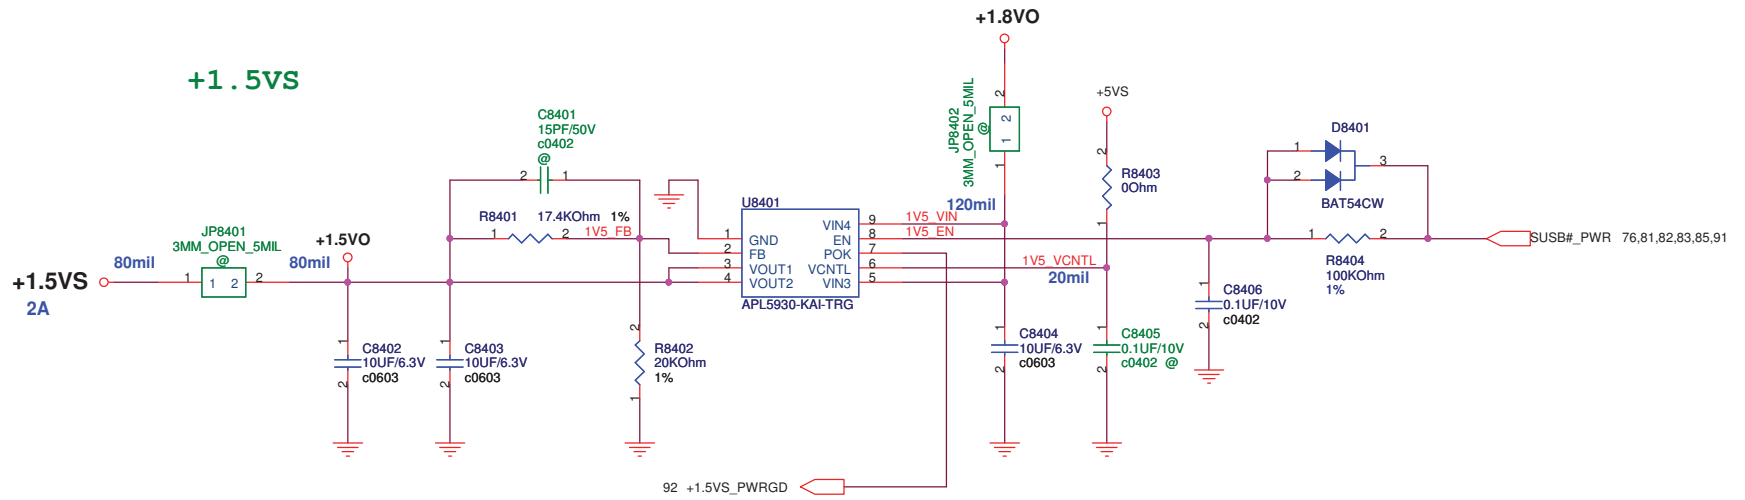 +1.8VO
+1.5VS
+5VS
JP8402
3MM_OPEN_5MIL
@
2
2
1
1
C8401
15PF/50V
c0402
@
2
1
D8401
1
2
3
BAT54CW
2
R8403
0Ohm
1
R8401
17.4KOhm
1%
1
2
1V5_FB
U8401
120mil
JP8401
3MM_OPEN_5MIL
@
+1.5VO
80mil
80mil
+1.5VS
2A
1
1
2
2
1
GND
2
FB
3
VOUT1
4
VOUT2
VIN4
9
EN
8
POK
7
VCNTL
6
VIN3
5
APL5930-KAI-TRG
1V5_VIN
1V5_EN
1V5_VCNTL
20mil
1
2
R8404
100KOhm
1%
SUSB#_PWR 76,81,82,83,85,91
1
C8406
0.1UF/10V
c0402
2
1
C8402
10UF/6.3V
c0603
2
1
C8403
10UF/6.3V
c0603
2
2
R8402
20KOhm
1%
1
1
C8404
10UF/6.3V
c0603
2
1
C8405
0.1UF/10V
c0402 @
2
92 +1.5VS_PWRGD